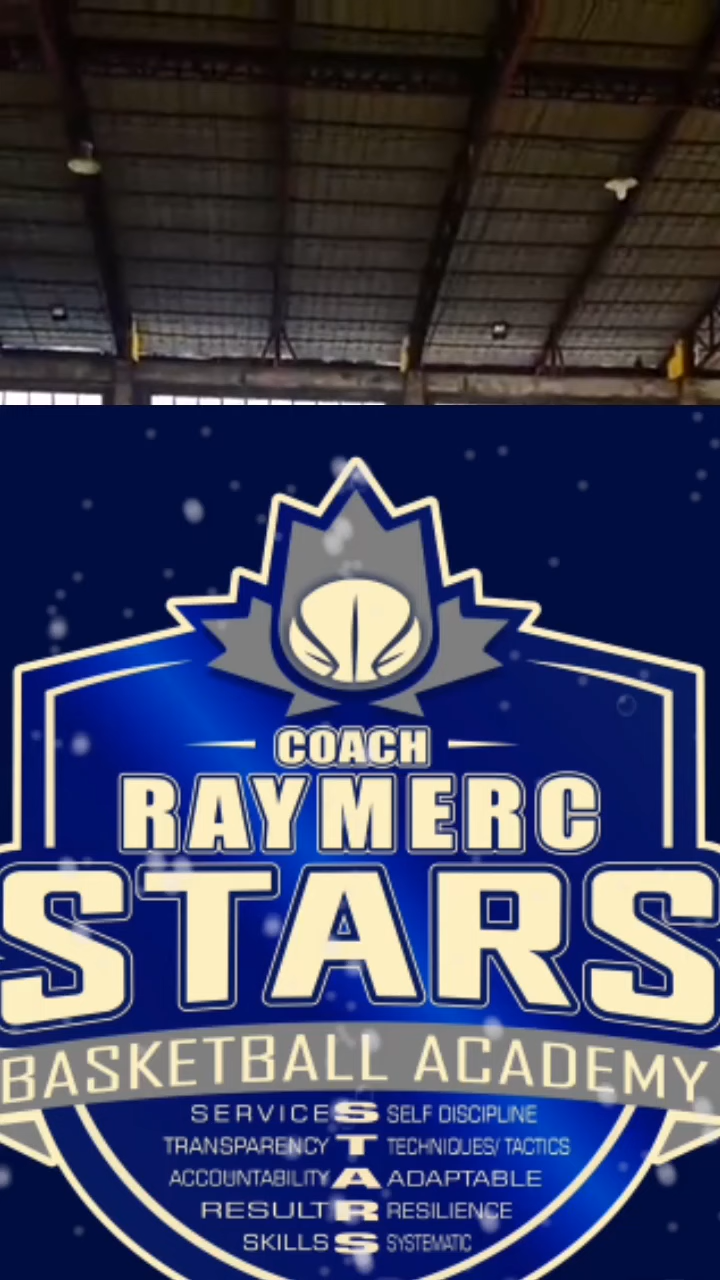 COACH
RAYMERC
STARS
BASKETBALL ACADEMY
SERVICE S SELF DISCIPLINE
TRANSPARENCY T TECHNIQUES/ TACTICS
ACCOUNTABILITY A ADAPTABLE
RESULT R RESILIENCE
SKILLS S SYSTEMATIC